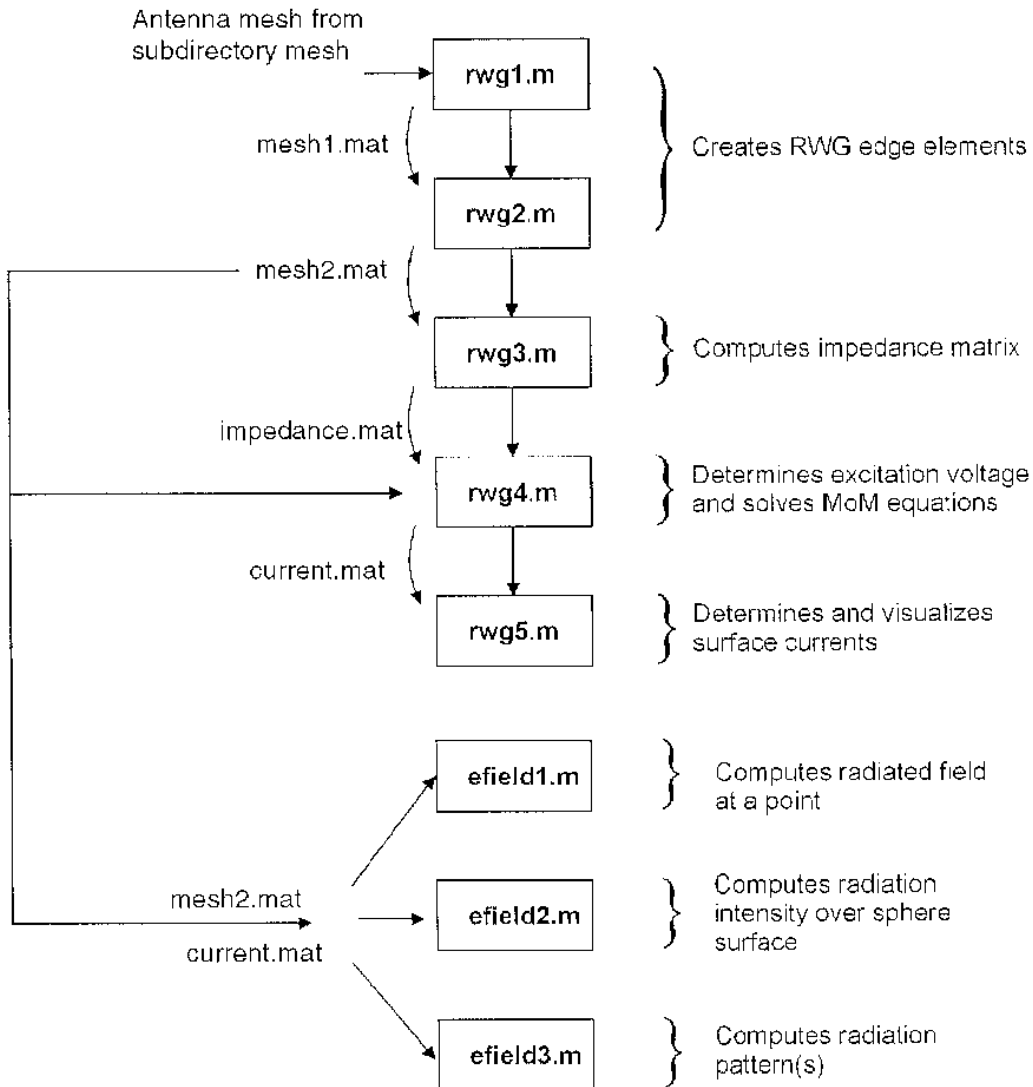 Antenna mesh from
subdirectory mesh
rwg1.m
mesh1.mat
Creates RWG edge elements
rwg2.m
mesh2.mat
rwg3.m
Computes impedance matrix
impedance.mat
rwg4.m
Determines excitation voltage
and solves MoM equations
current.mat
rwg5.m
Determines and visualizes
surface currents
efield1.m
Computes radiated field
at a point
mesh2.mat
current.mat
efield2.m
Computes radiation
intensity over sphere
surface
efield3.m
Computes radiation
pattern(s)